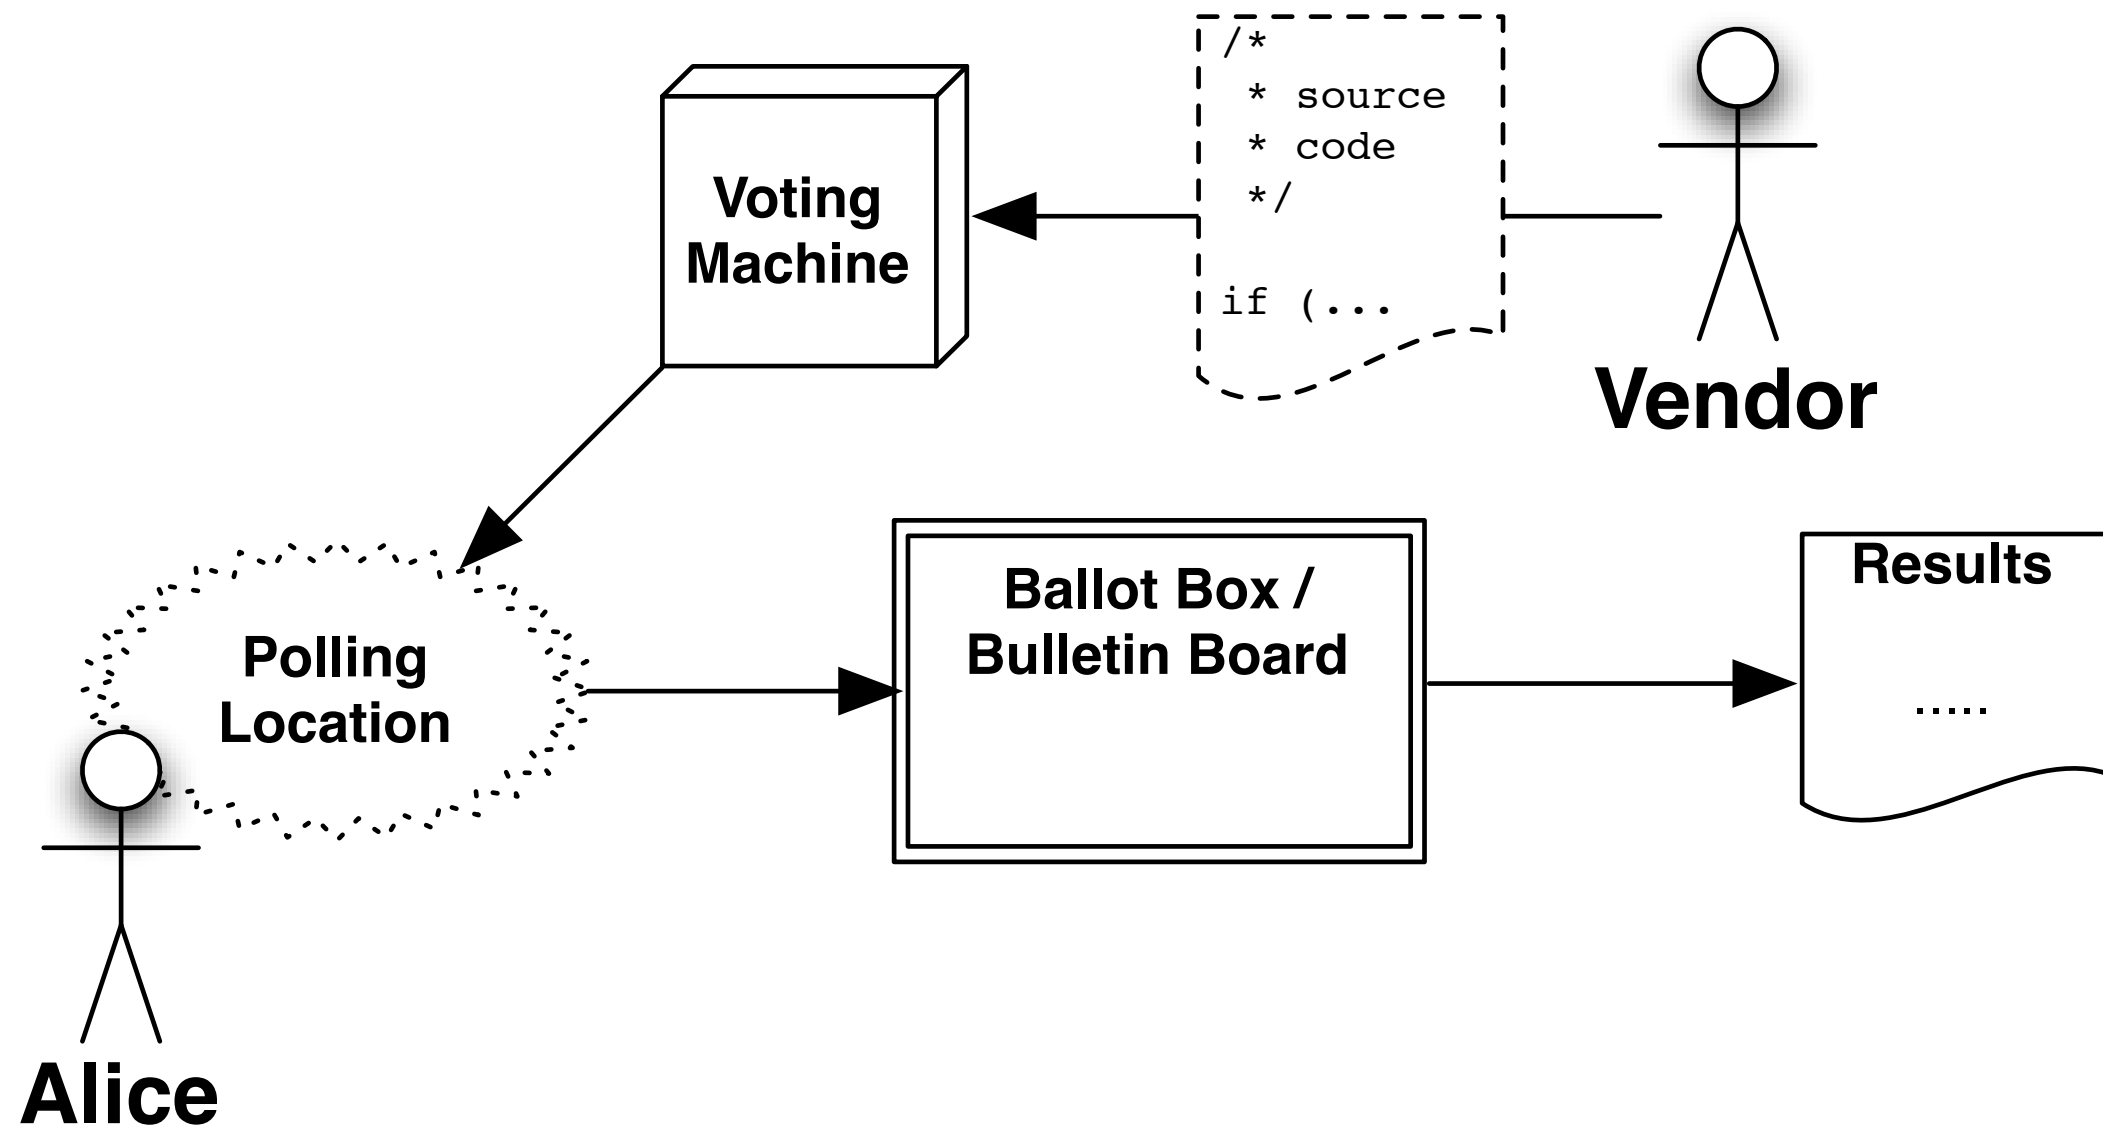 /*
 * source
 * code
 */
if (...
Voting
Machine
Vendor
Polling
Location
Ballot Box /
Bulletin Board
Results
.....
Alice